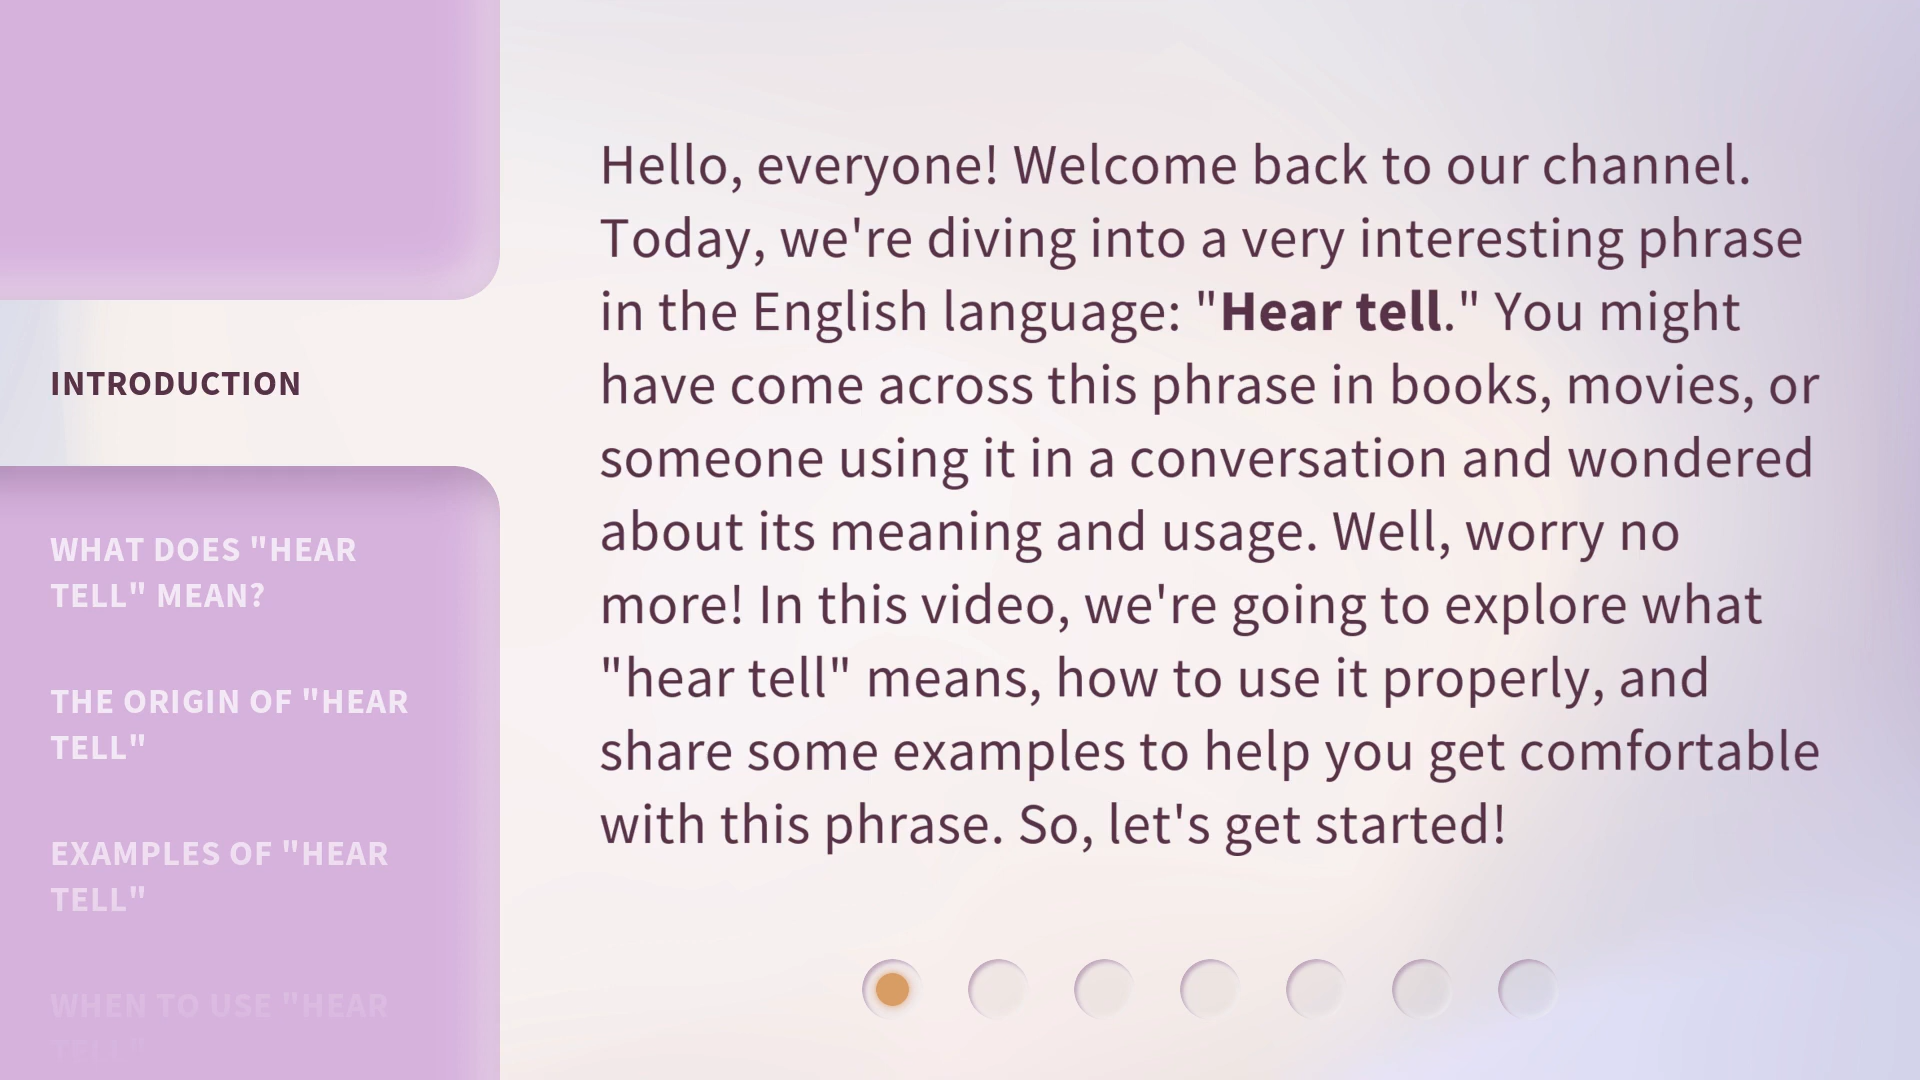 INTRODUCTION
WHAT DOES "HEAR
TELL" MEAN?
THE ORIGIN OF "HEAR
TELL"
EXAMPLES OF "HEAR
TELL"
WHEN TO USE "HEAR
TELL"
Hello, everyone! Welcome back to our channel.
Today, we're diving into a very interesting phrase
in the English language: "Hear tell." You might
have come across this phrase in books, movies, or
someone using it in a conversation and wondered
about its meaning and usage. Well, worry no
more! In this video, we're going to explore what
"hear tell" means, how to use it properly, and
share some examples to help you get comfortable
with this phrase. So, let's get started!